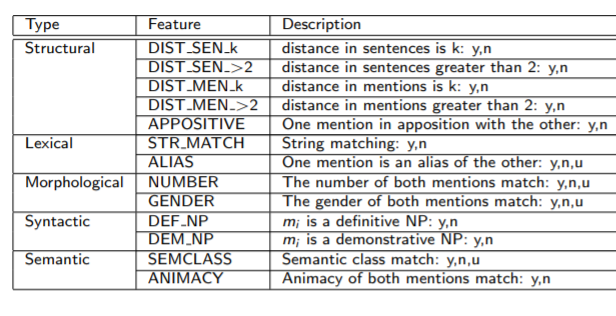 Type Feature Description
Structural DIST_SEN_k distance in sentences is k: y,n
DIST_SEN_>2 distance in sentences greater than 2: y,n
DIST_MEN_k distance in mentions is k: y,n
DIST_MEN_>2 distance in mentions greater than 2: y,n
APPOSITIVE One mention in apposition with the other: y,n
Lexical STR_MATCH String matching: y,n
ALIAS One mention is an alias of the other: y,n,u
Morphological NUMBER The number of both mentions match: y,n,u
GENDER The gender of both mentions match: y,n,u
Syntactic DEF_NP mᵢ is a definitive NP: y,n
DEM_NP mᵢ is a demonstrative NP: y,n
Semantic SEMCLASS Semantic class match: y,n,u
ANIMACY Animacy of both mentions match: y,n